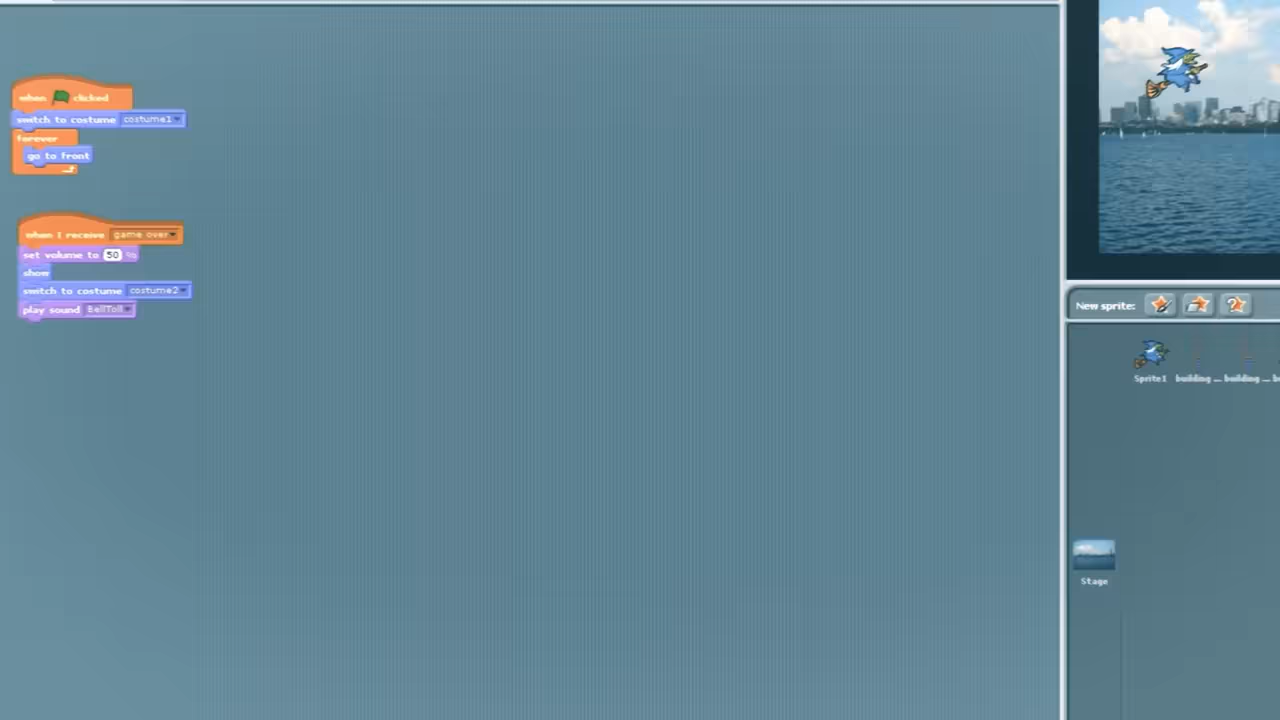 when clicked
switch to costume costume1
forever
go to front
when I receive game over
set volume to 50 %
show
switch to costume costume2
play sound BellToll
New sprite:
Sprite1 building ... building ...
Stage